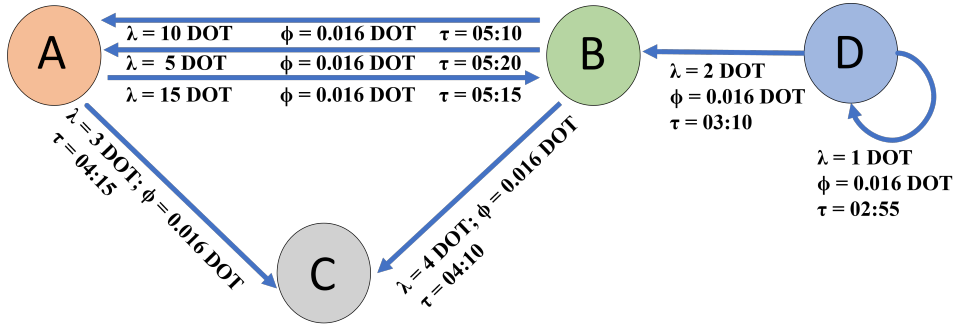 A
B
D
λ = 10 DOT ϕ = 0.016 DOT τ = 05:10
λ = 5 DOT ϕ = 0.016 DOT τ = 05:20
λ = 15 DOT ϕ = 0.016 DOT τ = 05:15
λ = 2 DOT
ϕ = 0.016 DOT
τ = 03:10
λ = 3 DOT; ϕ = 0.016 DOT
τ = 04:15
λ = 4 DOT; ϕ = 0.016 DOT
τ = 04:10
λ = 1 DOT
ϕ = 0.016 DOT
τ = 02:55
C